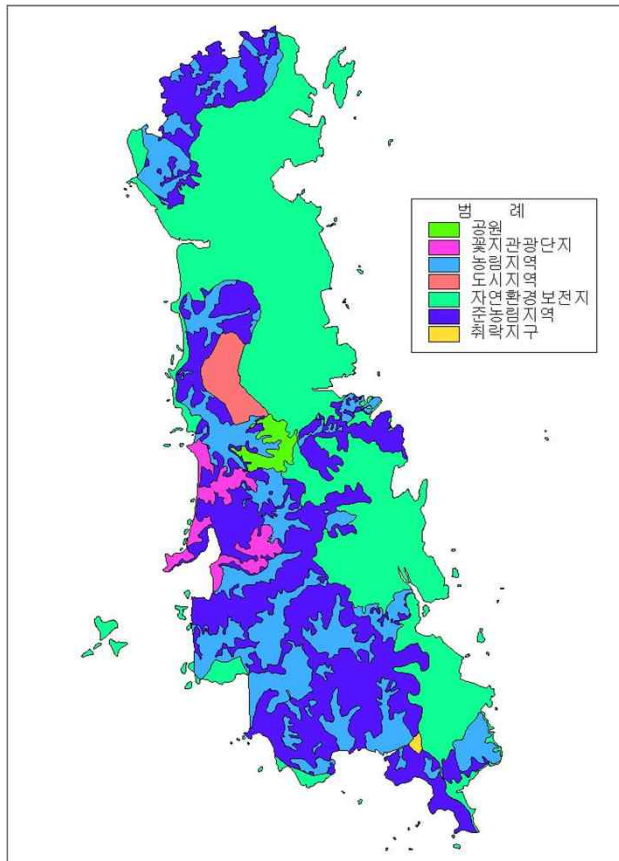 범 례
공원
꽃지관광단지
농림지역
도시지역
자연환경보전지
준농림지역
취락지구